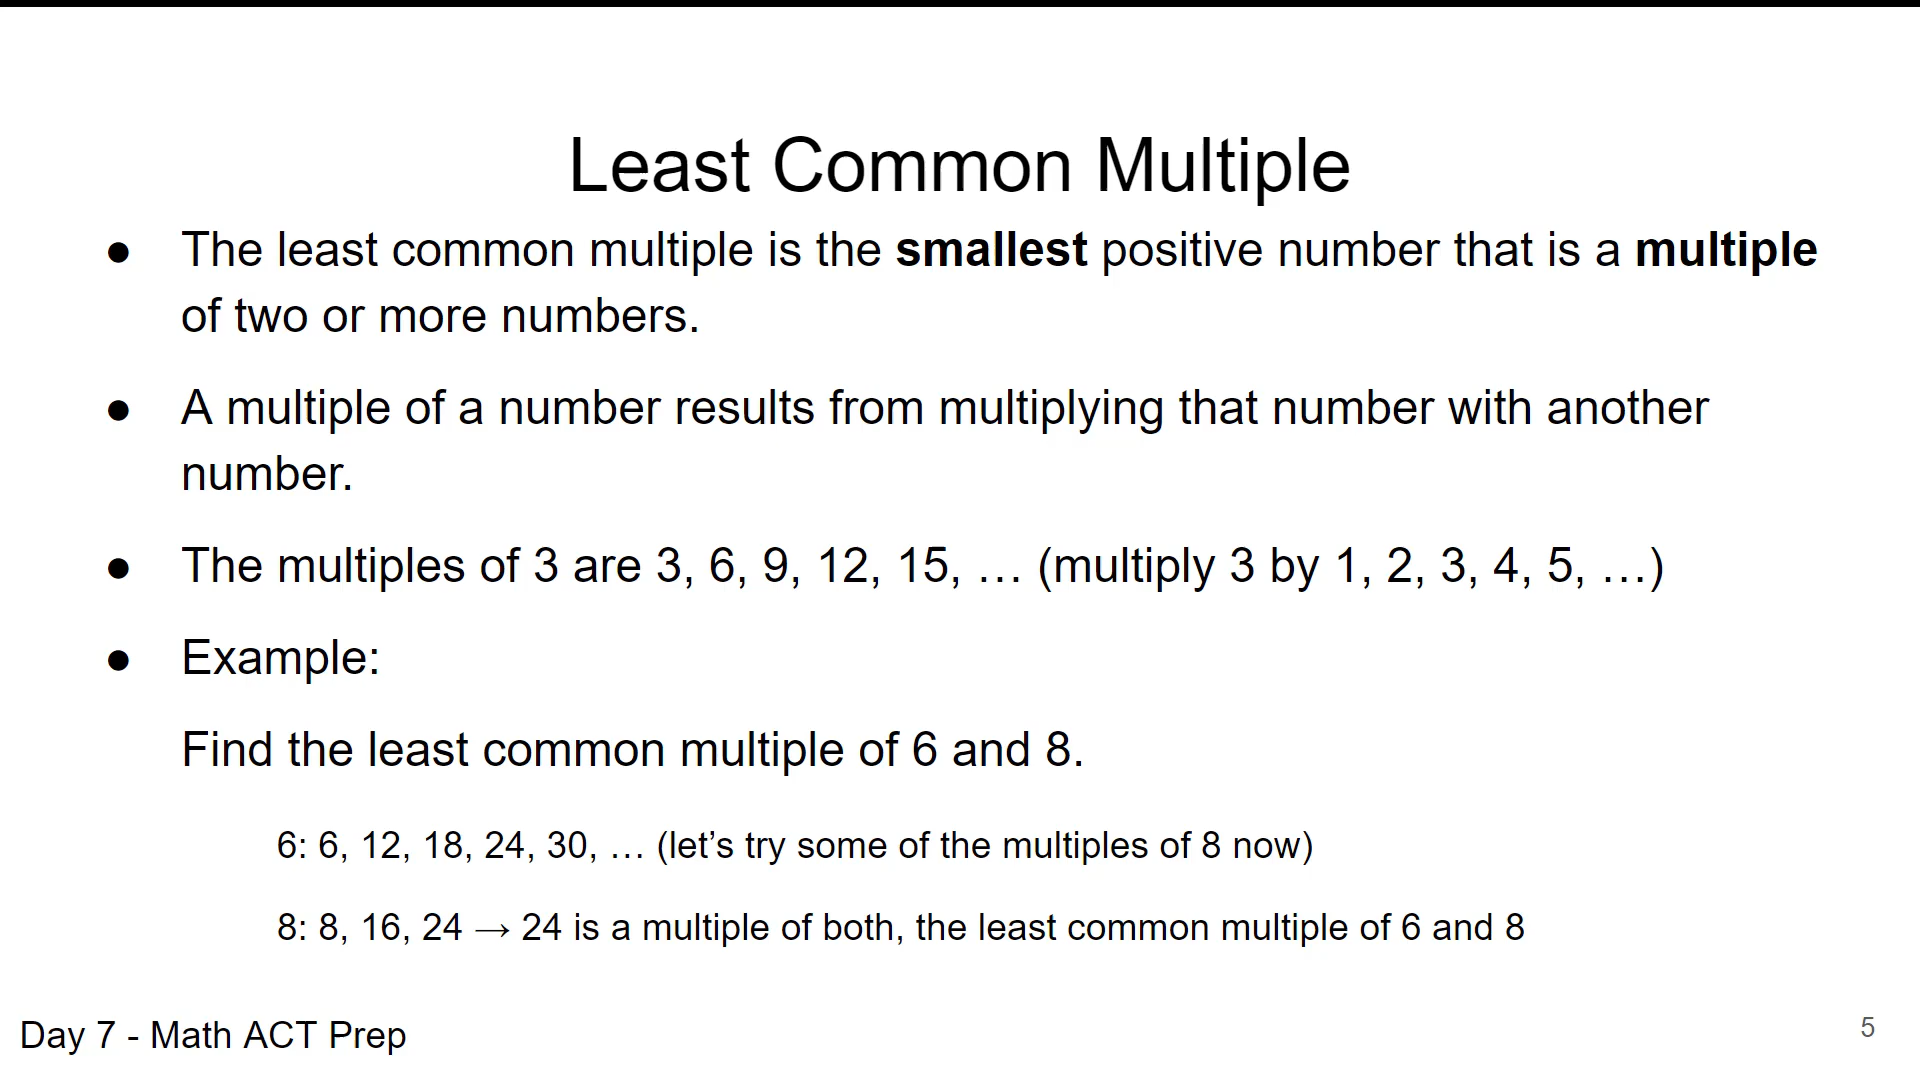 Least Common Multiple
● The least common multiple is the smallest positive number that is a multiple
of two or more numbers.
● A multiple of a number results from multiplying that number with another
number.
● The multiples of 3 are 3, 6, 9, 12, 15, … (multiply 3 by 1, 2, 3, 4, 5, …)
● Example:
Find the least common multiple of 6 and 8.
6: 6, 12, 18, 24, 30, … (let’s try some of the multiples of 8 now)
8: 8, 16, 24 → 24 is a multiple of both, the least common multiple of 6 and 8
Day 7 - Math ACT Prep
5